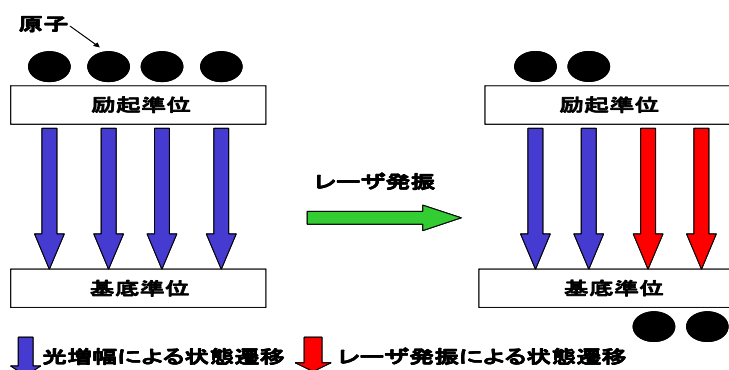 原子
励起準位
励起準位
レーザ発振
基底準位
基底準位
光増幅による状態遷移
レーザ発振による状態遷移